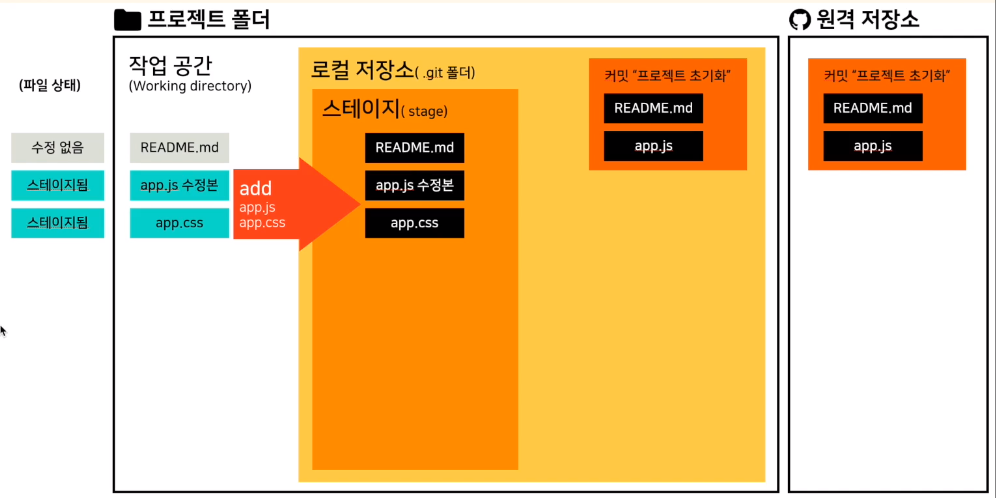 프로젝트 폴더
원격 저장소
(파일 상태)
작업 공간
(Working directory)
로컬 저장소( .git 폴더)
스테이지( stage)
커밋 “프로젝트 초기화”
README.md
app.js
커밋 “프로젝트 초기화”
README.md
app.js
수정 없음
README.md
README.md
스테이지됨
app.js 수정본
add
app.js
app.css
app.js 수정본
스테이지됨
app.css
app.css